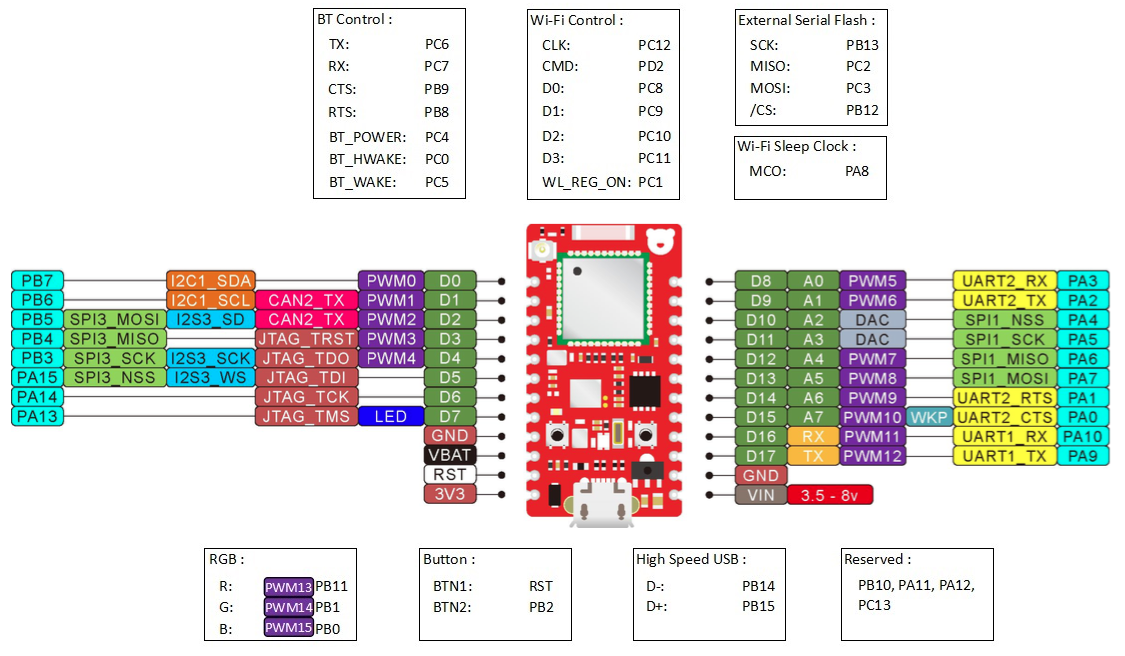 BT Control :
TX: PC6
RX: PC7
CTS: PB9
RTS: PB8
BT_POWER: PC4
BT_HWAKE: PC0
BT_WAKE: PC5
Wi-Fi Control :
CLK: PC12
CMD: PD2
D0: PC8
D1: PC9
D2: PC10
D3: PC11
WL_REG_ON: PC1
External Serial Flash :
SCK: PB13
MISO: PC2
MOSI: PC3
/CS: PB12
Wi-Fi Sleep Clock :
MCO: PA8
PB7 I2C1_SDA PWM0 D0
PB6 I2C1_SCL CAN2_TX PWM1 D1
PB5 SPI3_MOSI I2S3_SD CAN2_TX PWM2 D2
PB4 SPI3_MISO JTAG_TRST PWM3 D3
PB3 SPI3_SCK I2S3_SCK JTAG_TDO PWM4 D4
PA15 SPI3_NSS I2S3_WS JTAG_TDI D5
PA14 JTAG_TCK D6
PA13 JTAG_TMS LED D7
GND
VBAT
RST
3V3
D8 A0 PWM5 UART2_RX PA3
D9 A1 PWM6 UART2_TX PA2
D10 A2 DAC SPI1_NSS PA4
D11 A3 DAC SPI1_SCK PA5
D12 A4 PWM7 SPI1_MISO PA6
D13 A5 PWM8 SPI1_MOSI PA7
D14 A6 PWM9 UART2_RTS PA1
D15 A7 PWM10 WKP UART2_CTS PA0
D16 RX PWM11 UART1_RX PA10
D17 TX PWM12 UART1_TX PA9
GND
VIN 3.5 - 8v
RGB :
R: PWM13 PB11
G: PWM14 PB1
B: PWM15 PB0
Button :
BTN1: RST
BTN2: PB2
High Speed USB :
D-: PB14
D+: PB15
Reserved :
PB10, PA11, PA12,
PC13